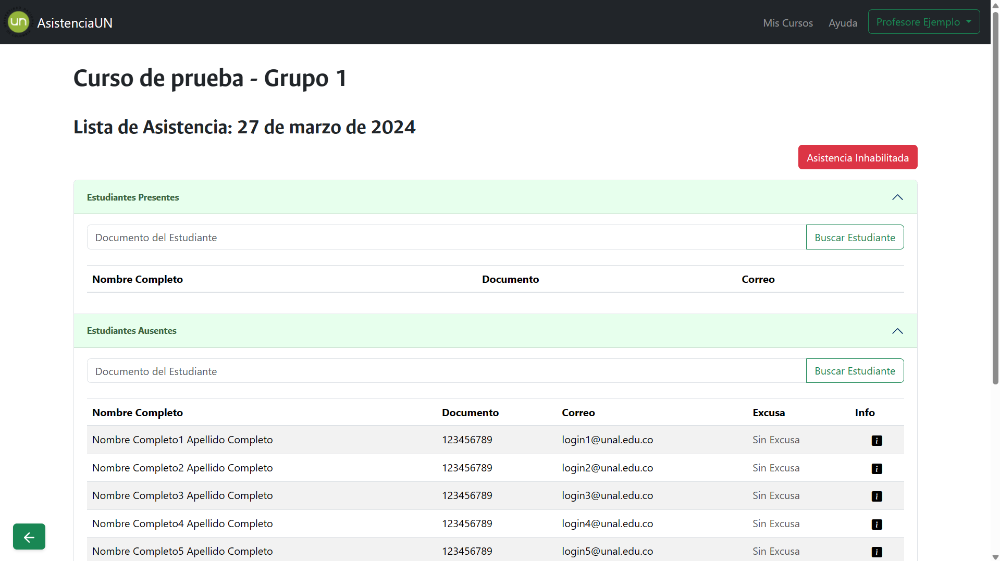 un AsistenciaUN Mis Cursos Ayuda Profesore Ejemplo
Curso de prueba - Grupo 1
Lista de Asistencia: 27 de marzo de 2024
Asistencia Inhabilitada
Estudiantes Presentes
Documento del Estudiante Buscar Estudiante
Nombre Completo Documento Correo
Estudiantes Ausentes
Documento del Estudiante Buscar Estudiante
Nombre Completo Documento Correo Excusa Info
Nombre Completo1 Apellido Completo 123456789 login1@unal.edu.co Sin Excusa i
Nombre Completo2 Apellido Completo 123456789 login2@unal.edu.co Sin Excusa i
Nombre Completo3 Apellido Completo 123456789 login3@unal.edu.co Sin Excusa i
Nombre Completo4 Apellido Completo 123456789 login4@unal.edu.co Sin Excusa i
Nombre Completo5 Apellido Completo 123456789 login5@unal.edu.co Sin Excusa i